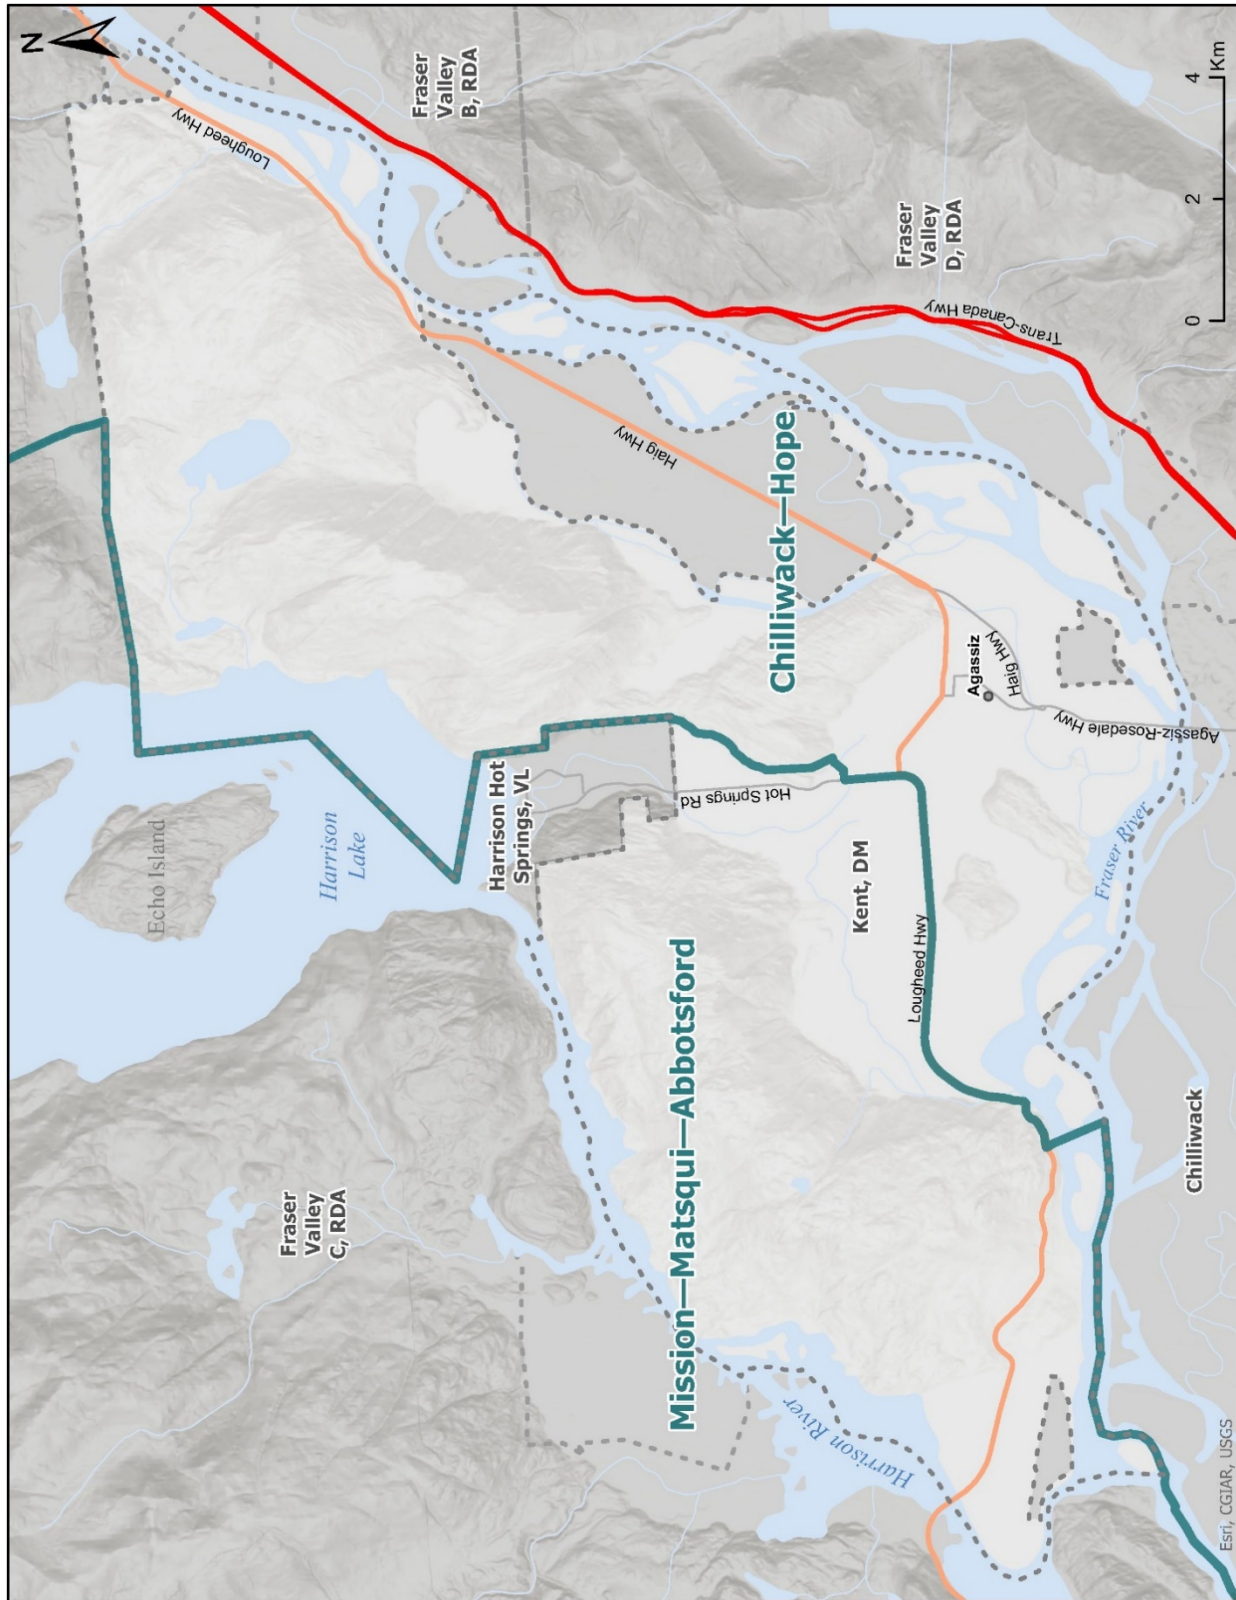 N
Echo Island
Harrison
Lake
Fraser
Valley
C, RDA
Harrison Hot
Springs, VL
Mission—Matsqui—Abbotsford
Harrison River
Hot Springs Rd
Kent, DM
Lougheed Hwy
Chilliwack—Hope
Haig Hwy
Lougheed Hwy
Fraser
Valley
B, RDA
Fraser
Valley
D, RDA
Trans-Canada Hwy
Agassiz
Haig Hwy
Agassiz-Rosedale Hwy
Fraser River
Chilliwack
0
2
4
Km
Esri, CGIAR, USGS